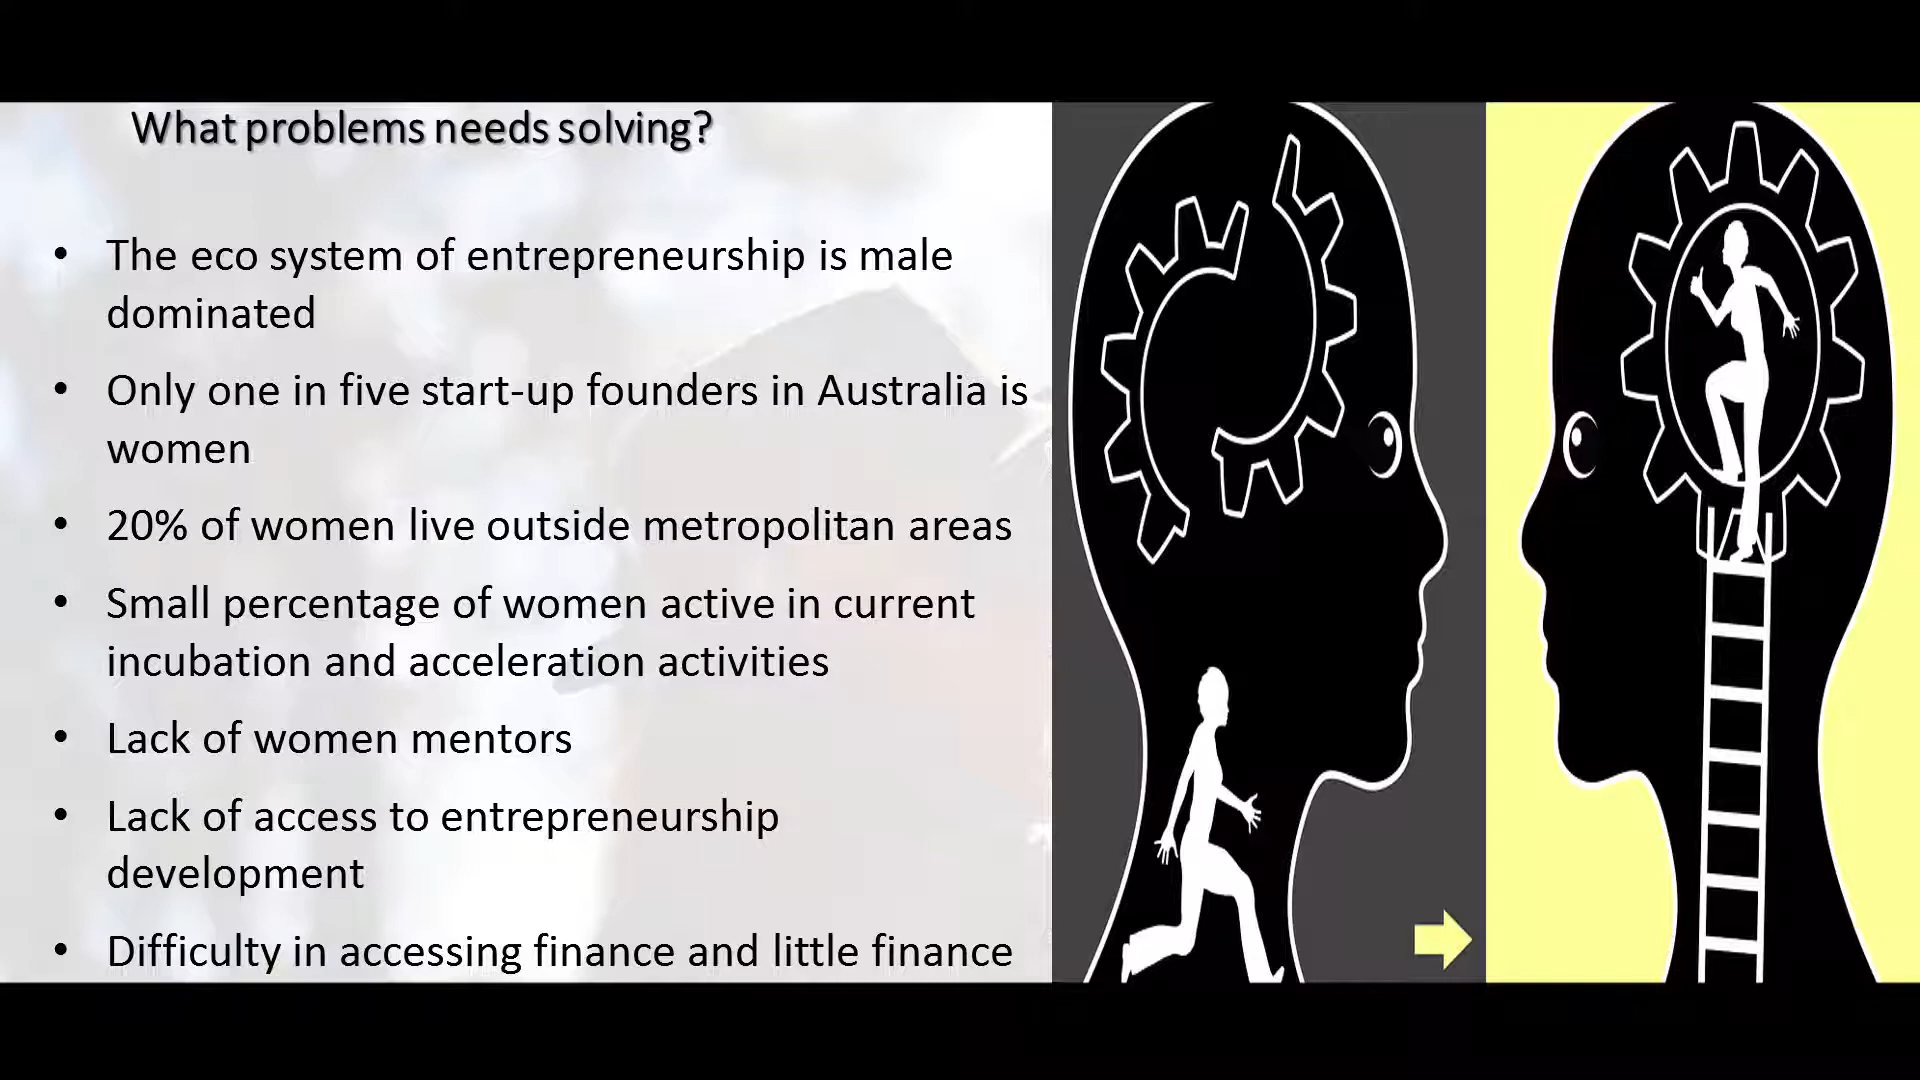 What problems needs solving?
• The eco system of entrepreneurship is male
dominated
• Only one in five start-up founders in Australia is
women
• 20% of women live outside metropolitan areas
• Small percentage of women active in current
incubation and acceleration activities
• Lack of women mentors
• Lack of access to entrepreneurship
development
• Difficulty in accessing finance and little finance